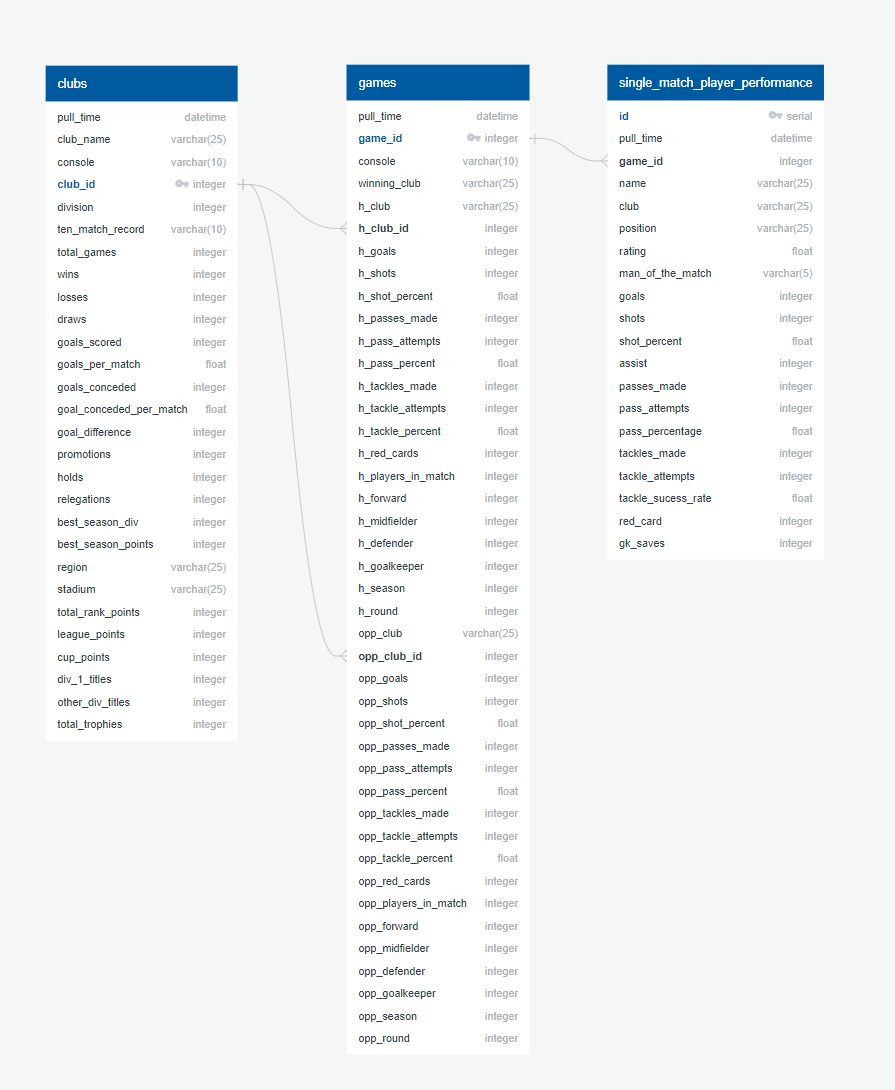 clubs
pull_time datetime
club_name varchar(25)
console varchar(10)
club_id integer
division integer
ten_match_record varchar(10)
total_games integer
wins integer
losses integer
draws integer
goals_scored integer
goals_per_match float
goals_conceded integer
goal_conceded_per_match float
goal_difference integer
promotions integer
holds integer
relegations integer
best_season_div integer
best_season_points integer
region varchar(25)
stadium varchar(25)
total_rank_points integer
league_points integer
cup_points integer
div_1_titles integer
other_div_titles integer
total_trophies integer
games
pull_time datetime
game_id integer
console varchar(10)
winning_club varchar(25)
h_club varchar(25)
h_club_id integer
h_goals integer
h_shots integer
h_shot_percent float
h_passes_made integer
h_pass_attempts integer
h_pass_percent float
h_tackles_made integer
h_tackle_attempts integer
h_tackle_percent float
h_red_cards integer
h_players_in_match integer
h_forward integer
h_midfielder integer
h_defender integer
h_goalkeeper integer
h_season integer
h_round integer
opp_club varchar(25)
opp_club_id integer
opp_goals integer
opp_shots integer
opp_shot_percent float
opp_passes_made integer
opp_pass_attempts integer
opp_pass_percent float
opp_tackles_made integer
opp_tackle_attempts integer
opp_tackle_percent float
opp_red_cards integer
opp_players_in_match integer
opp_forward integer
opp_midfielder integer
opp_defender integer
opp_goalkeeper integer
opp_season integer
opp_round integer
single_match_player_performance
id serial
pull_time datetime
game_id integer
name varchar(25)
club varchar(25)
position varchar(25)
rating float
man_of_the_match varchar(5)
goals integer
shots integer
shot_percent float
assist integer
passes_made integer
pass_attempts integer
pass_percentage float
tackles_made integer
tackle_attempts integer
tackle_sucess_rate float
red_card integer
gk_saves integer